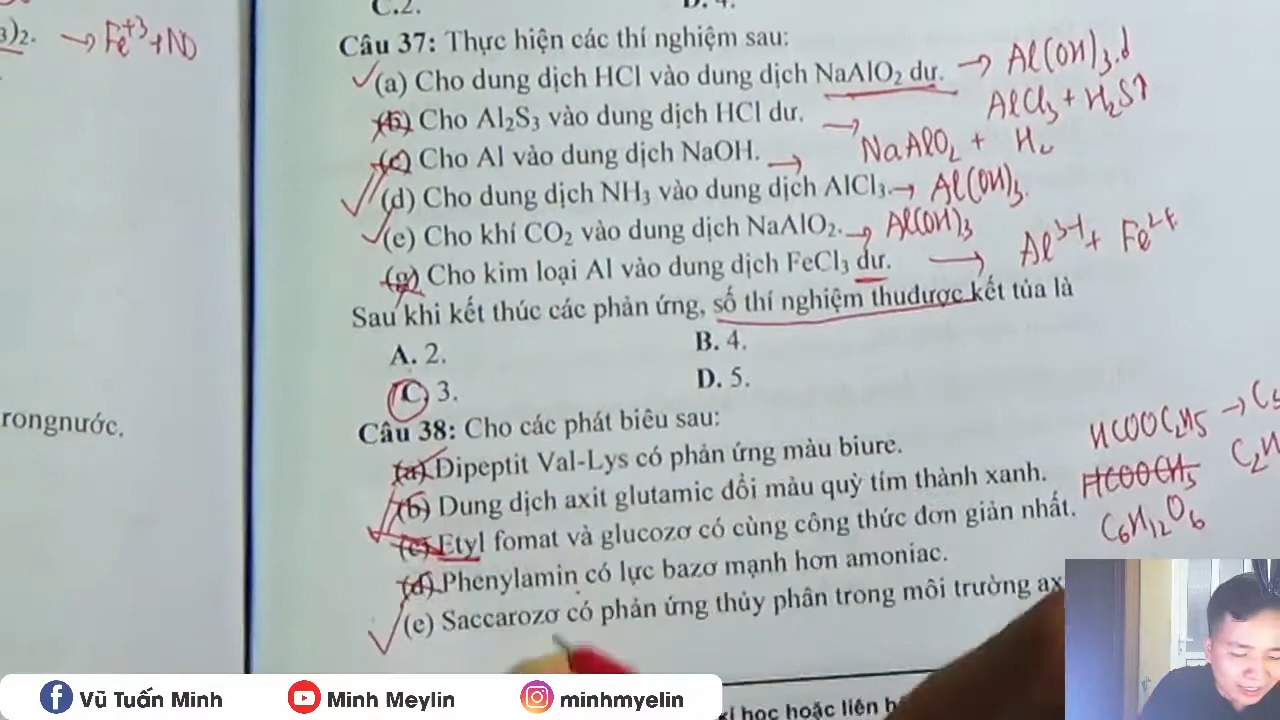 C.2.
D. 4.
3)2. → Fe+3 + NO
Câu 37: Thực hiện các thí nghiệm sau:
(a) Cho dung dịch HCl vào dung dịch NaAlO2 dư. → Al(OH)3.↓
(b) Cho Al2S3 vào dung dịch HCl dư. → AlCl3 + H2S↑
(c) Cho Al vào dung dịch NaOH. → NaAlO2 + H2
(d) Cho dung dịch NH3 vào dung dịch AlCl3. → Al(OH)3.
(e) Cho khí CO2 vào dung dịch NaAlO2. → Al(OH)3
(g) Cho kim loại Al vào dung dịch FeCl3 dư. → Al3+ + Fe2+
Sau khi kết thúc các phản ứng, số thí nghiệm thuđược kết tủa là
A. 2.
B. 4.
C 3.
D. 5.
rongnước.
Câu 38: Cho các phát biêu sau:
(a) Dipeptit Val-Lys có phản ứng màu biure.
(b) Dung dịch axit glutamic đổi màu quỳ tím thành xanh.
(c) Etyl fomat và glucozơ có cùng công thức đơn giản nhất.
(d) Phenylamin có lực bazơ mạnh hơn amoniac.
(e) Saccarozơ có phản ứng thủy phân trong môi trường ax
HCOOC2H5 →
HCOOCH5
C6H12O6
Vũ Tuấn Minh
Minh Meylin
minhmyelin
học hoặc liên